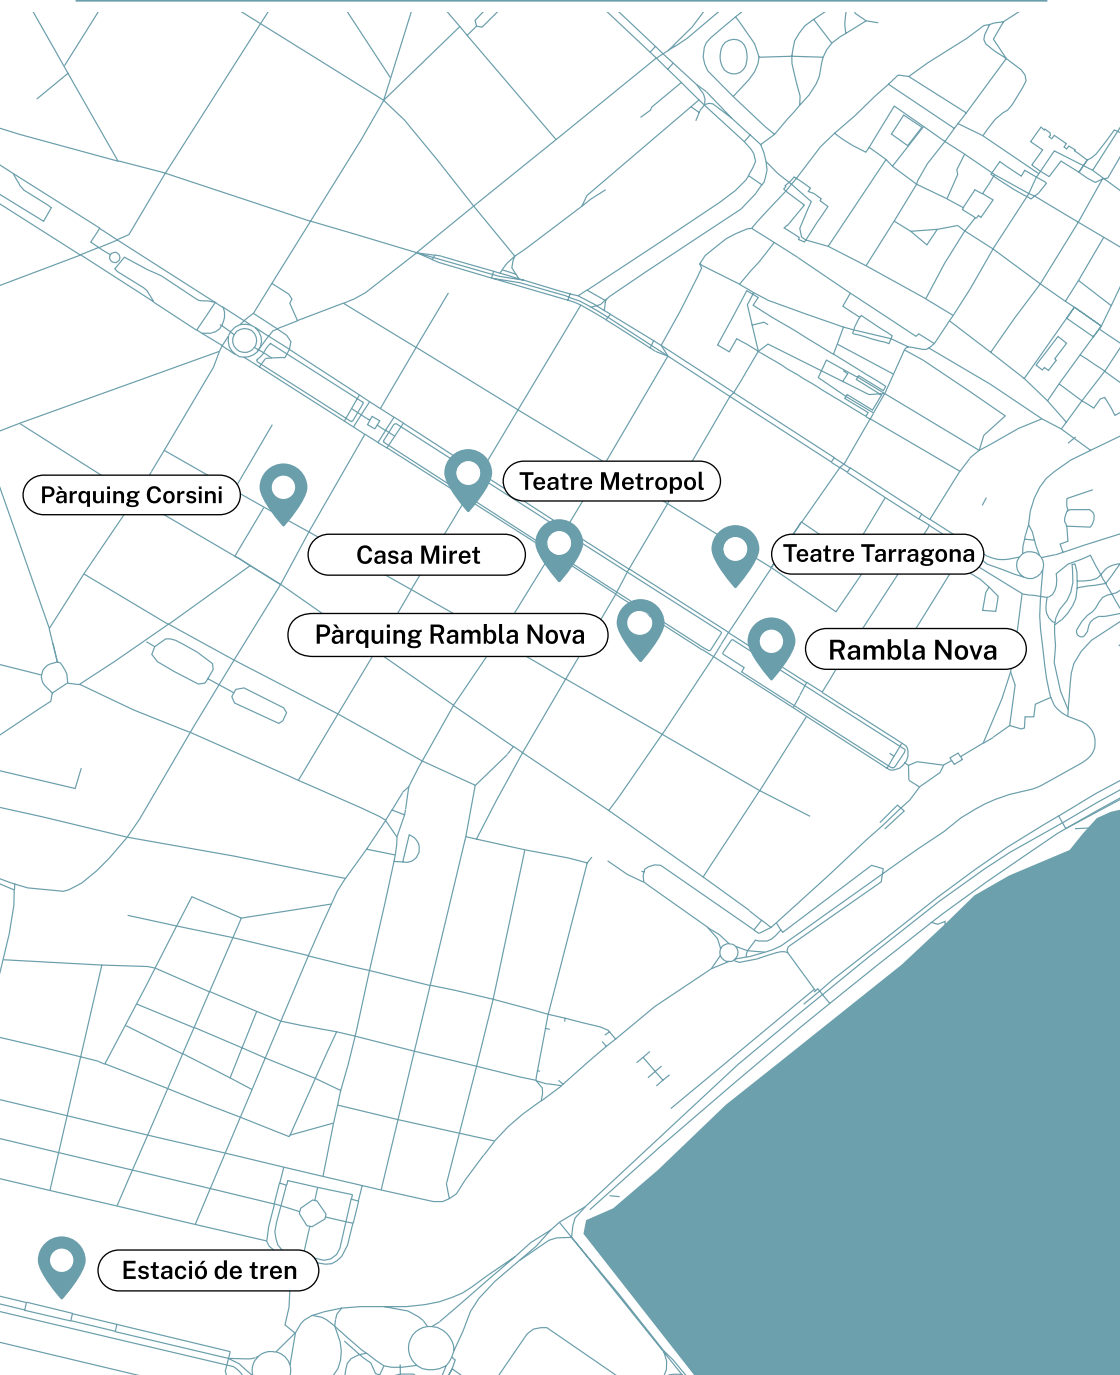 Teatre Metropol
Pàrquing Corsini
Casa Miret
Teatre Tarragona
Pàrquing Rambla Nova
Rambla Nova
Estació de tren